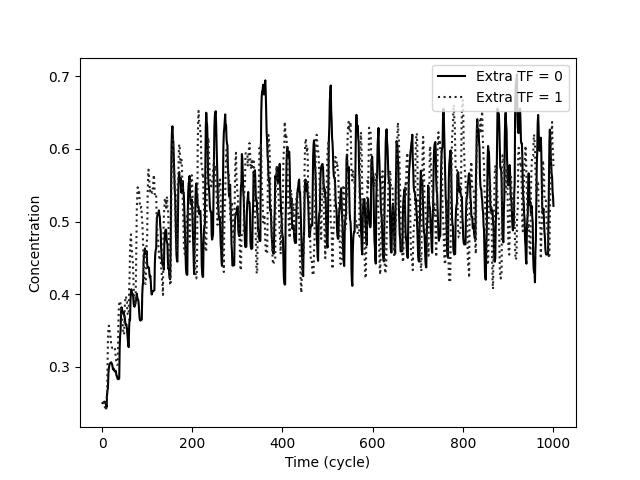 Extra TF = 0
Extra TF = 1
0.7
0.6
0.5
0.4
0.3
Concentration
0 200 400 600 800 1000
Time (cycle)